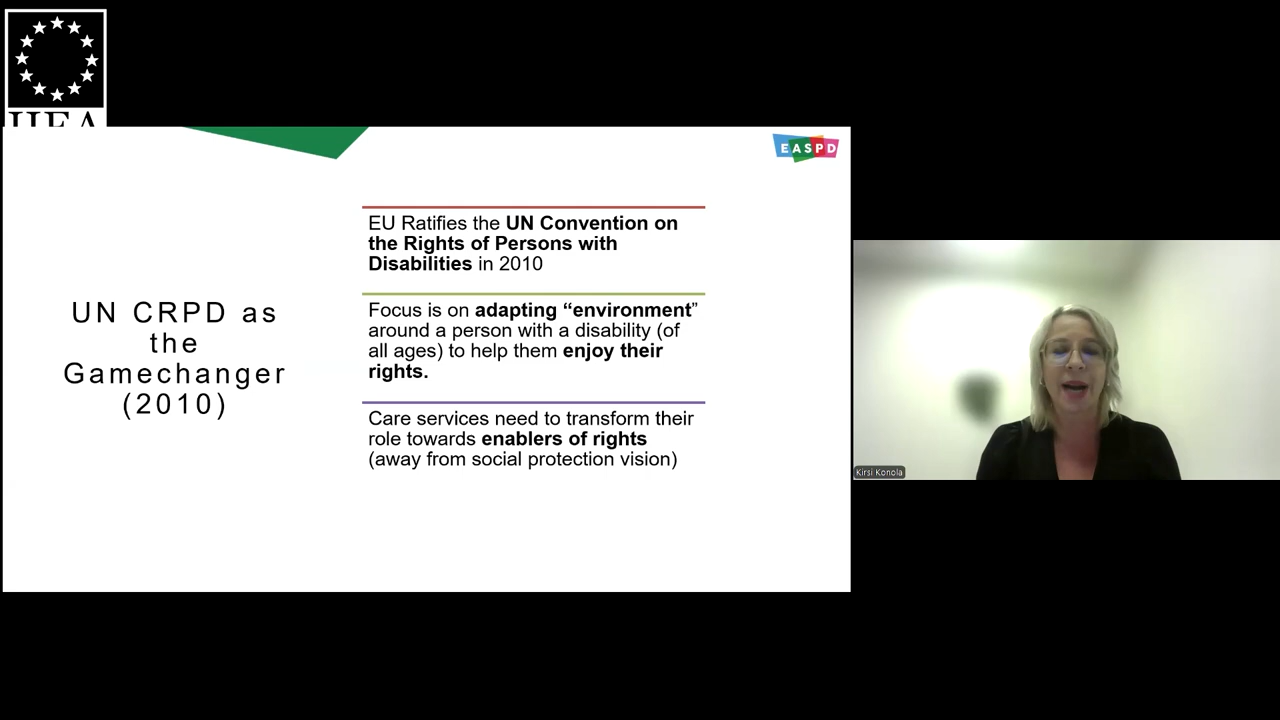 EASPD
UN CRPD as
the
Gamechanger
(2010)
EU Ratifies the UN Convention on
the Rights of Persons with
Disabilities in 2010
Focus is on adapting “environment”
around a person with a disability (of
all ages) to help them enjoy their
rights.
Care services need to transform their
role towards enablers of rights
(away from social protection vision)
Kirsi Konola